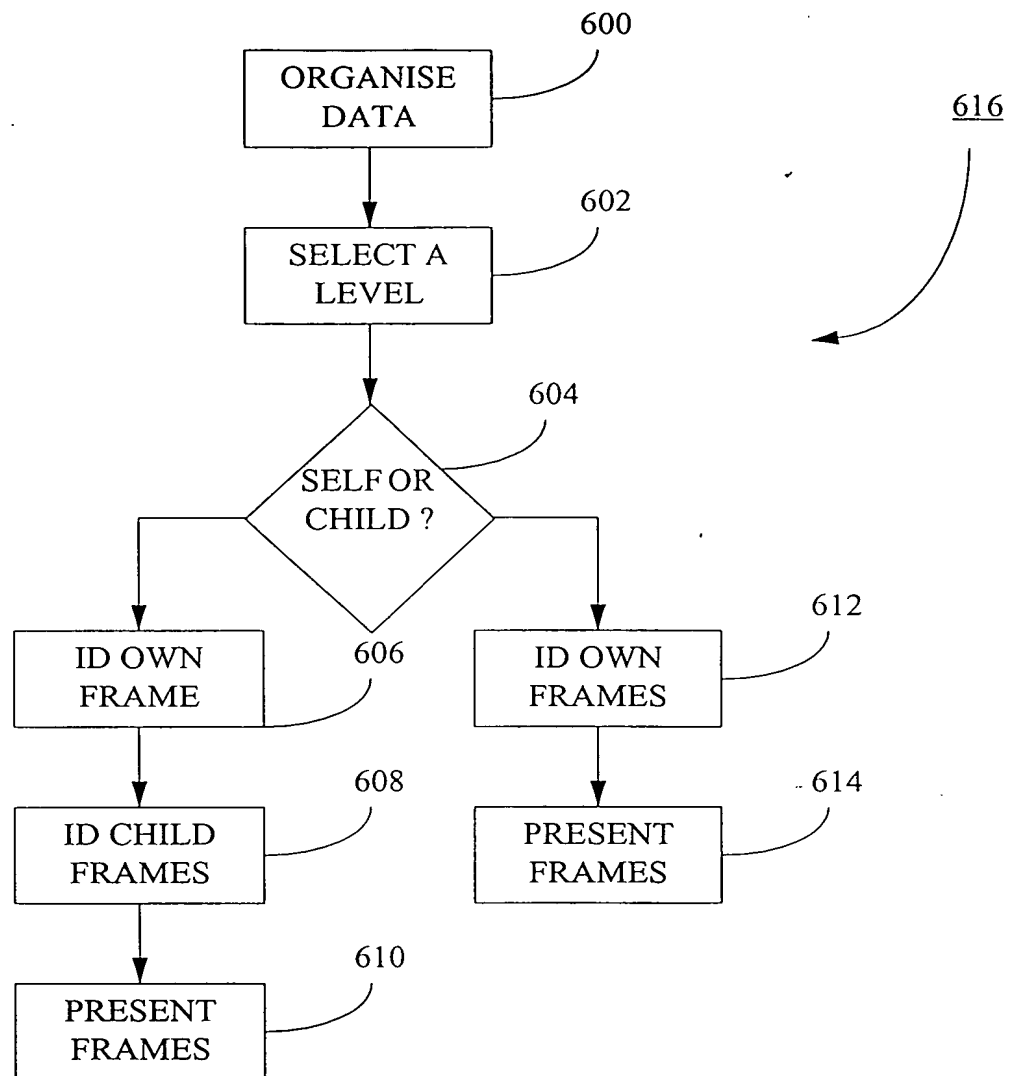 600
ORGANISE
DATA
616
602
SELECT A
LEVEL
604
SELF OR
CHILD ?
612
ID OWN
FRAME
606
ID OWN
FRAMES
608
614
ID CHILD
FRAMES
PRESENT
FRAMES
610
PRESENT
FRAMES